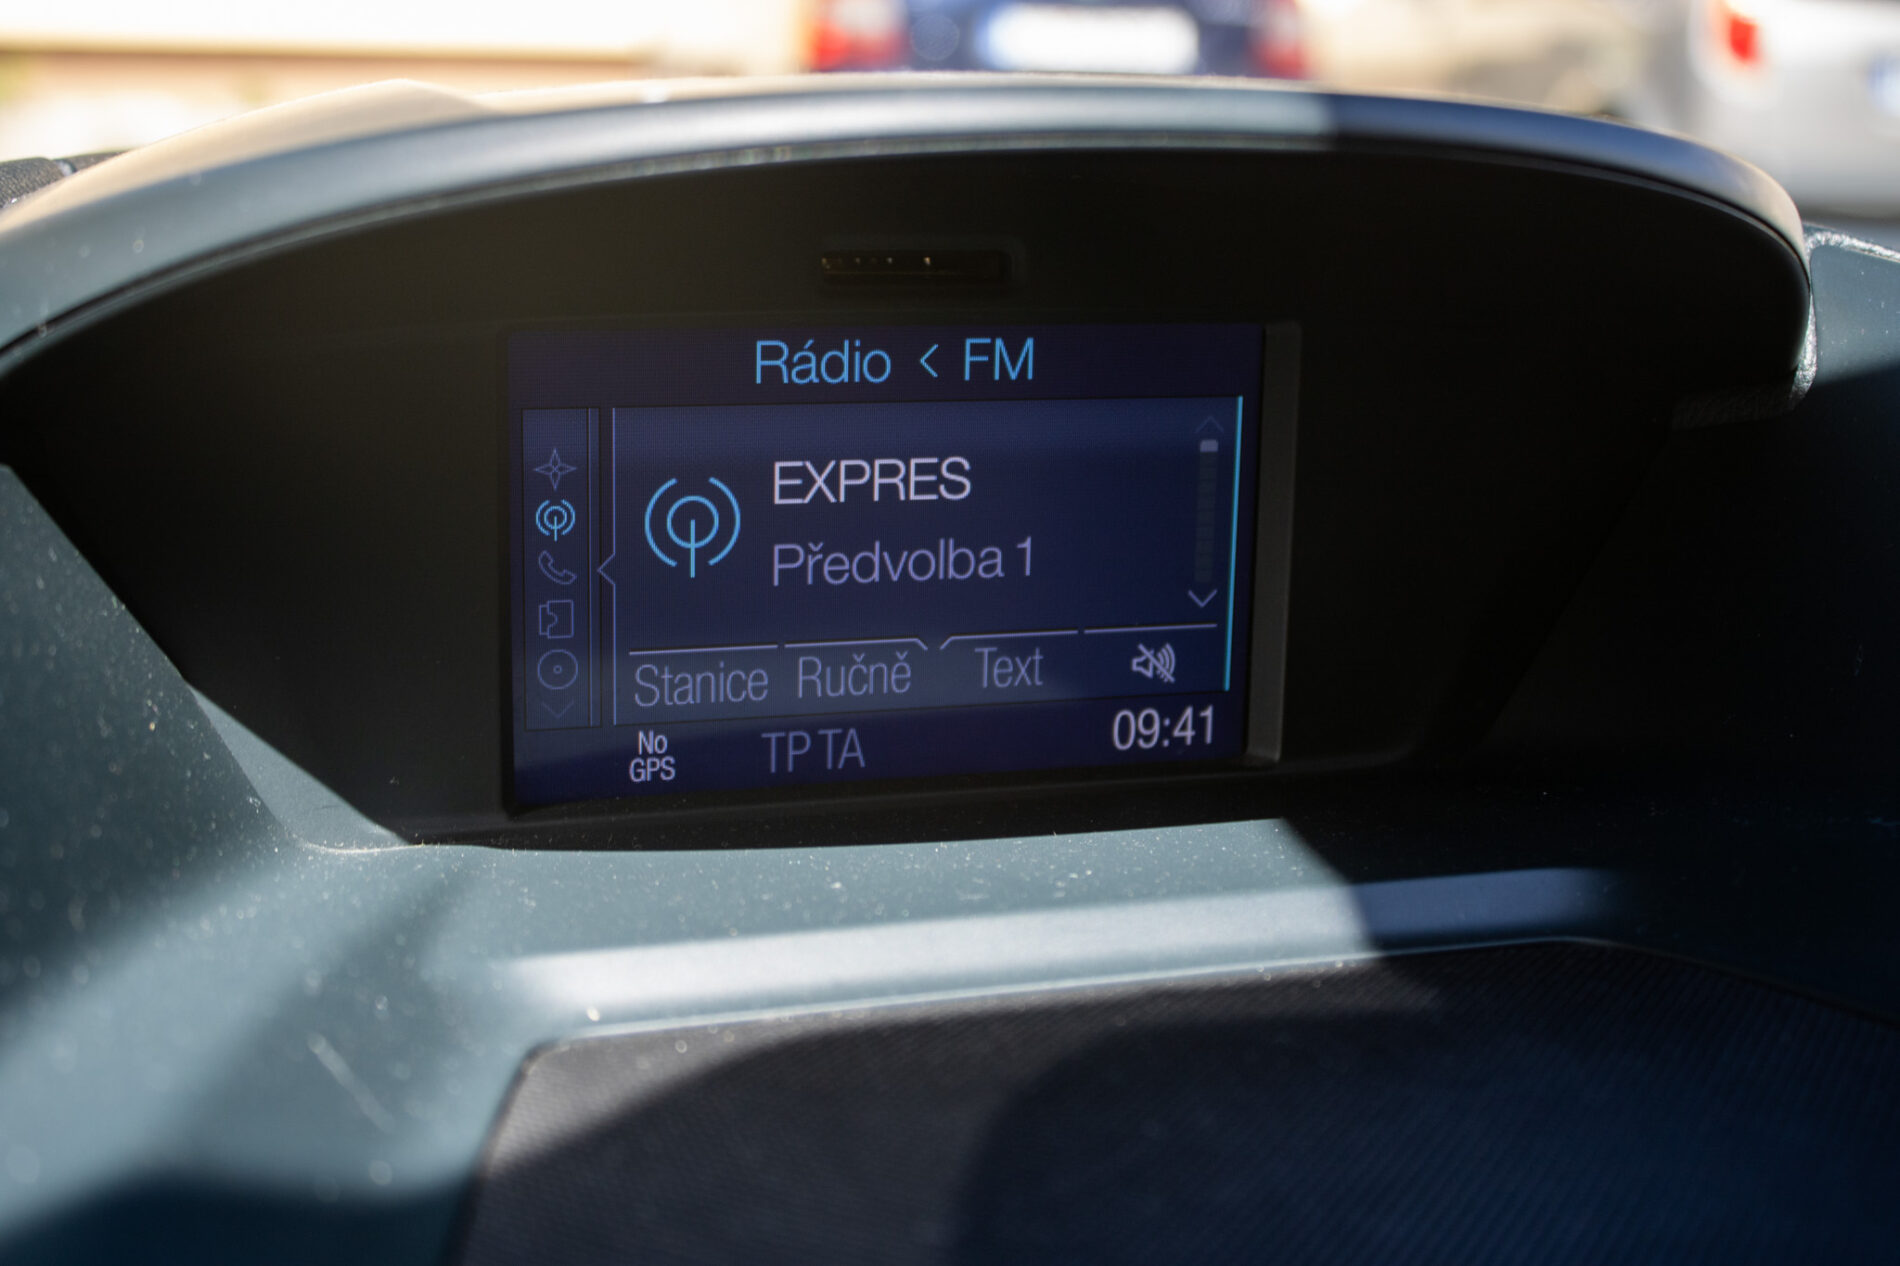 Rádio < FM
EXPRES
Předvolba 1
Stanice Ručně Text
No
GPS
TP TA
09:41